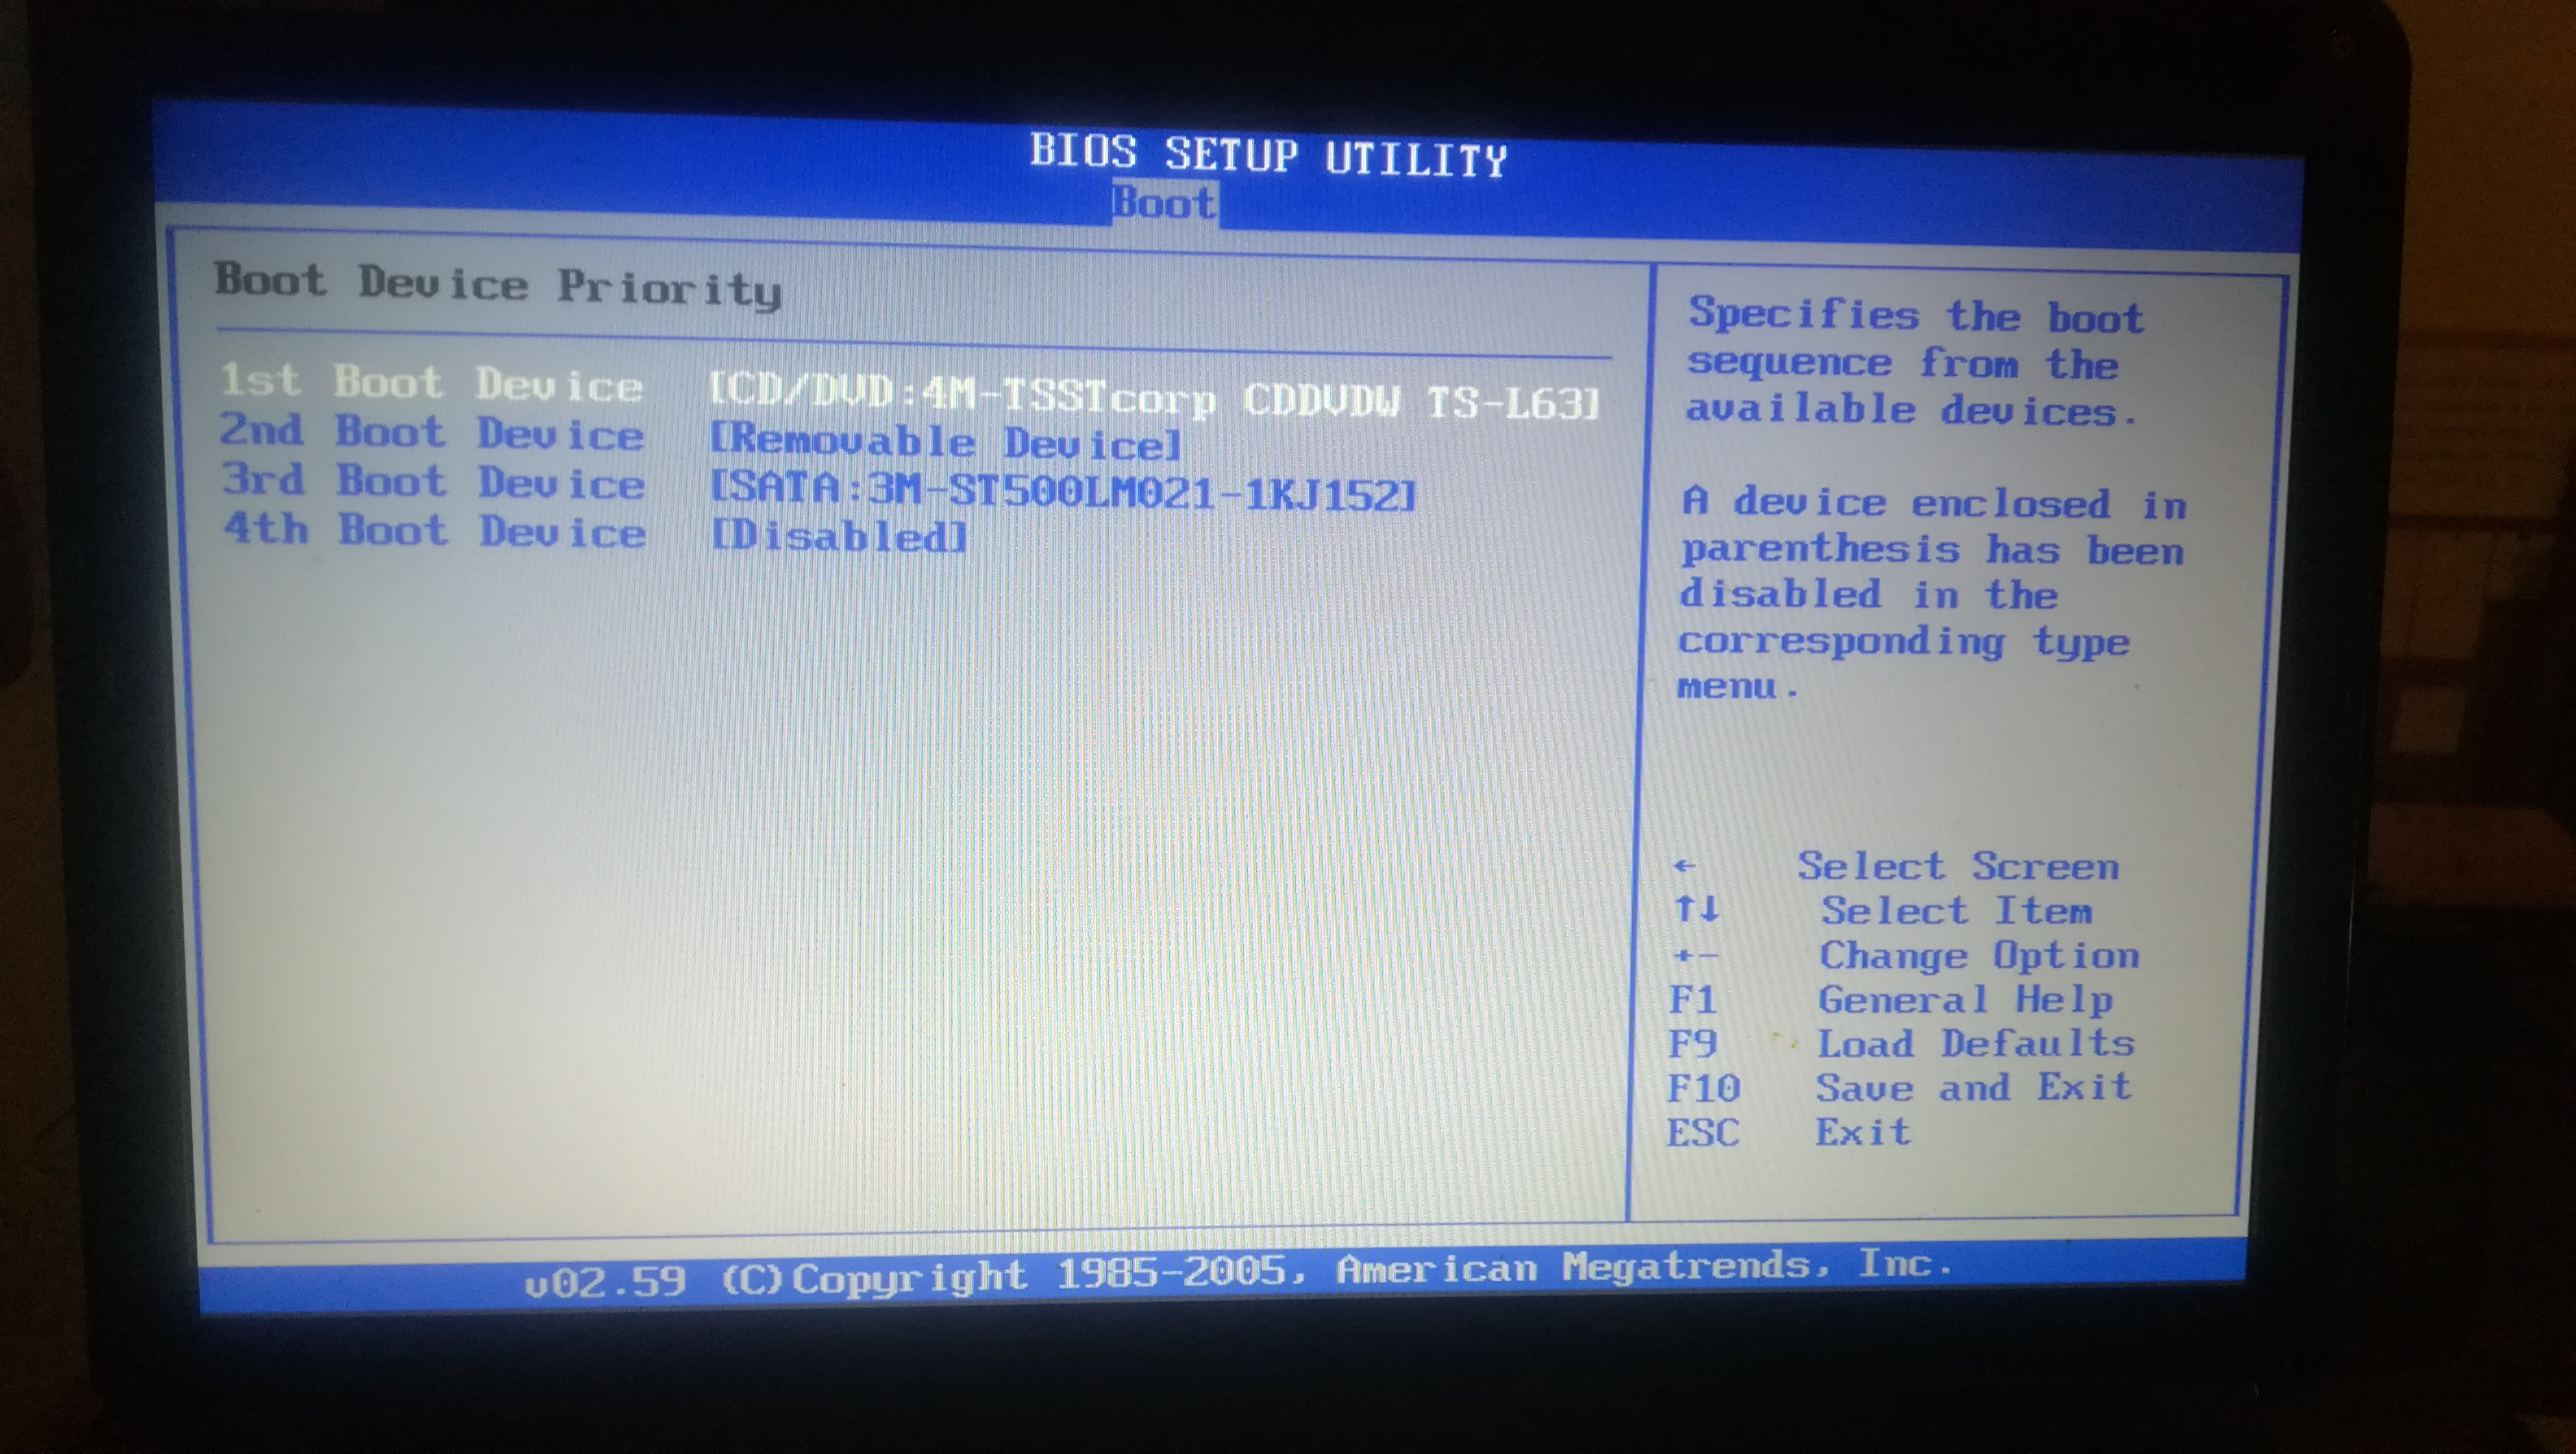 BIOS SETUP UTILITY
Boot
Boot Device Priority
1st Boot Device [CD/DVD:4M-TSSTcorp CDDVDW TS-L63]
2nd Boot Device [Removable Device]
3rd Boot Device [SATA:3M-ST500LM021-1KJ152]
4th Boot Device [Disabled]
Specifies the boot
sequence from the
available devices.
A device enclosed in
parenthesis has been
disabled in the
corresponding type
menu.
← Select Screen
↑↓ Select Item
+- Change Option
F1 General Help
F9 Load Defaults
F10 Save and Exit
ESC Exit
v02.59 (C)Copyright 1985-2005, American Megatrends, Inc.